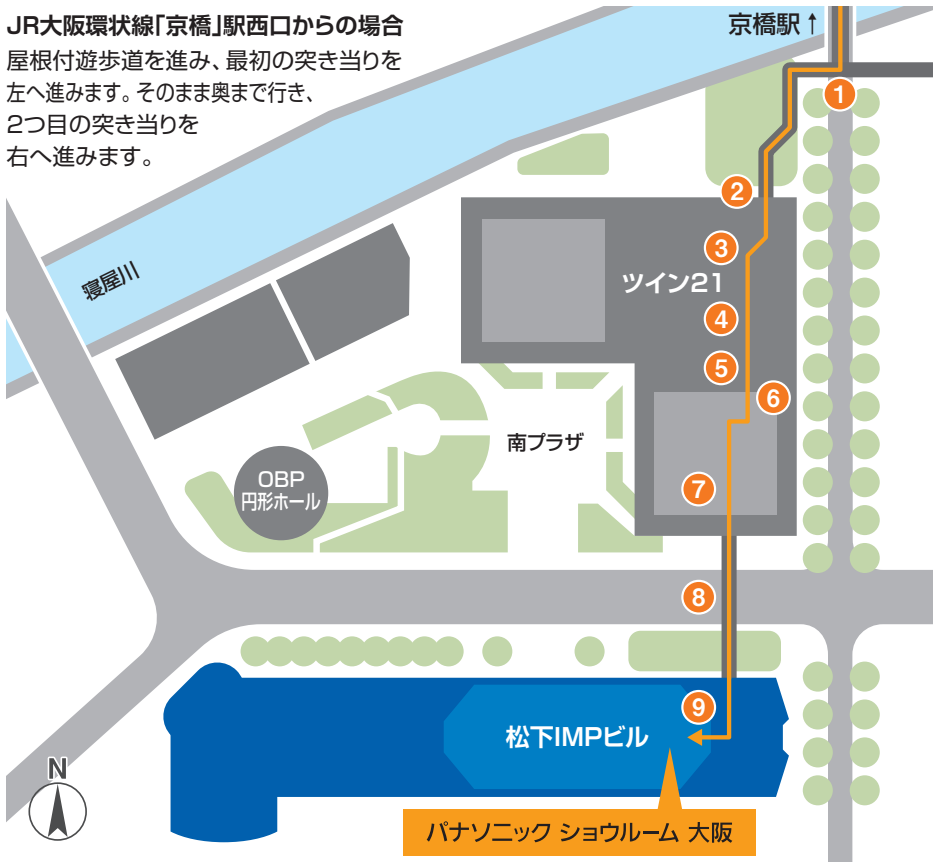 JR大阪環状線「京橋」駅西口からの場合
屋根付遊歩道を進み、最初の突き当りを
左へ進みます。そのまま奥まで行き、
2つ目の突き当りを
右へ進みます。
京橋駅↑
1
2
3
ツイン21
4
5
6
寝屋川
南プラザ
OBP
円形ホール
7
8
9
松下IMPビル
N
パナソニック ショウルーム 大阪